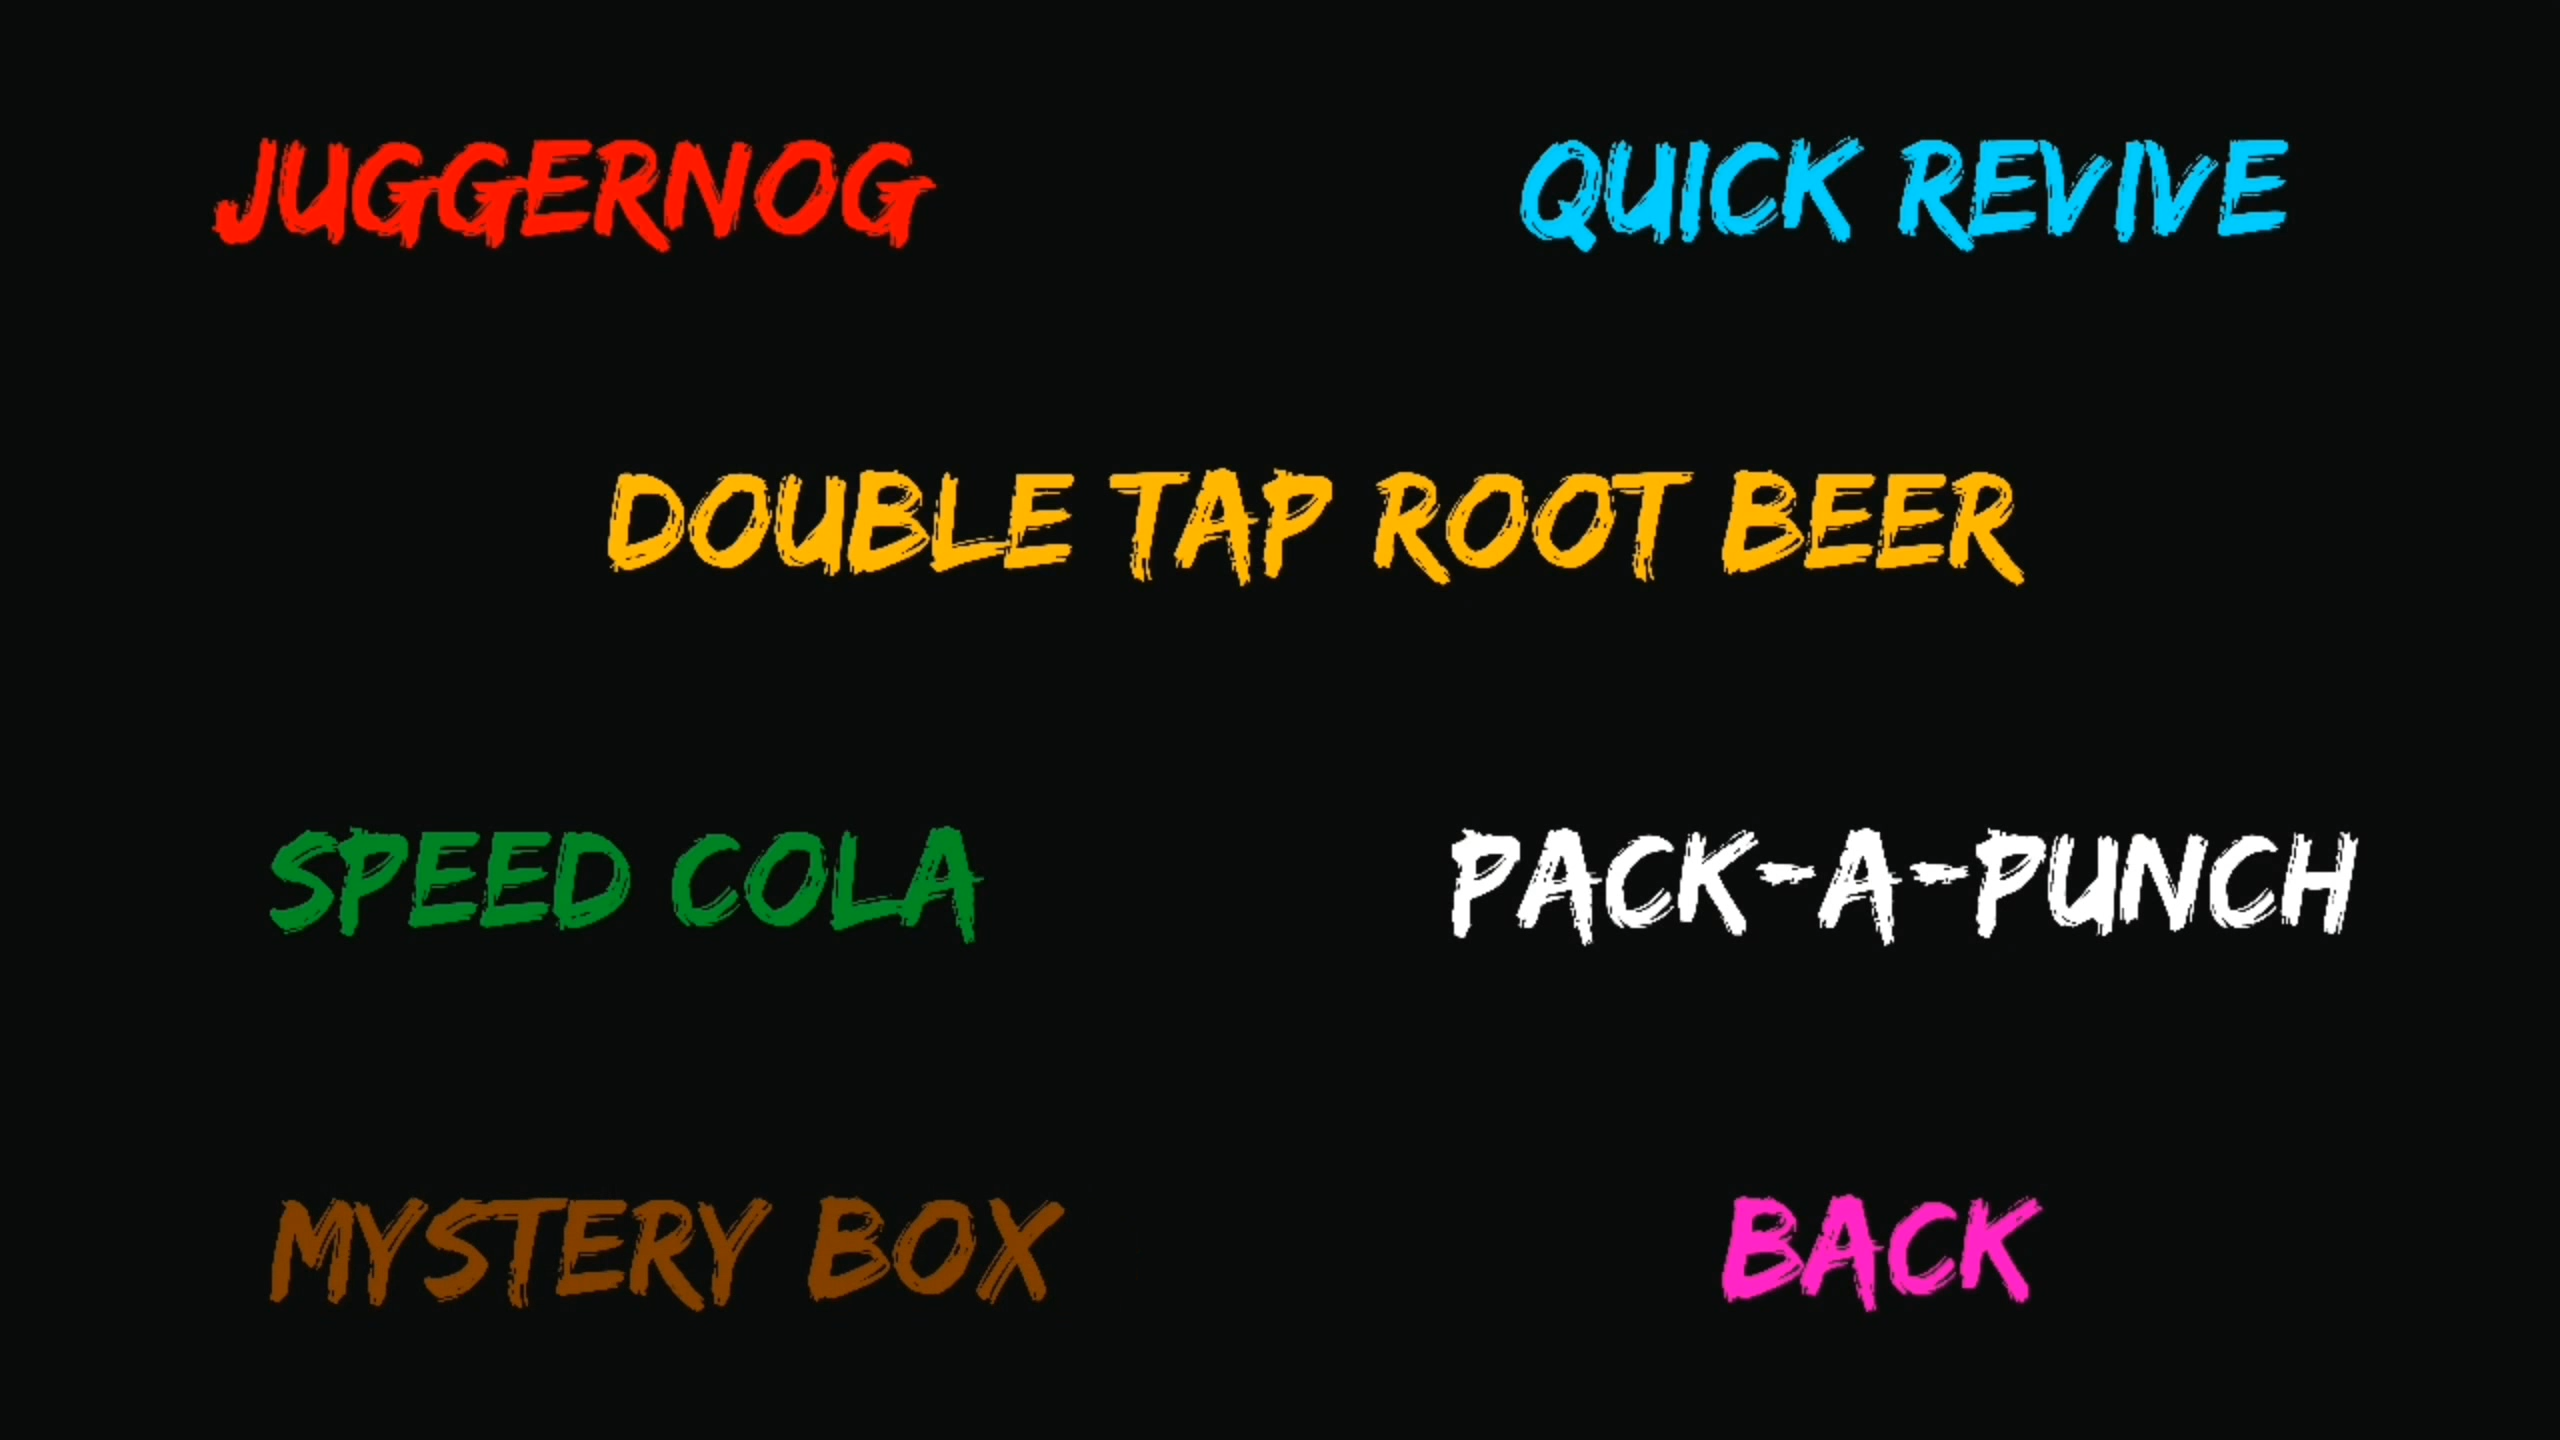 JUGGERNOG
QUICK REVIVE
DOUBLE TAP ROOT BEER
SPEED COLA
PACK-A-PUNCH
MYSTERY BOX
BACK